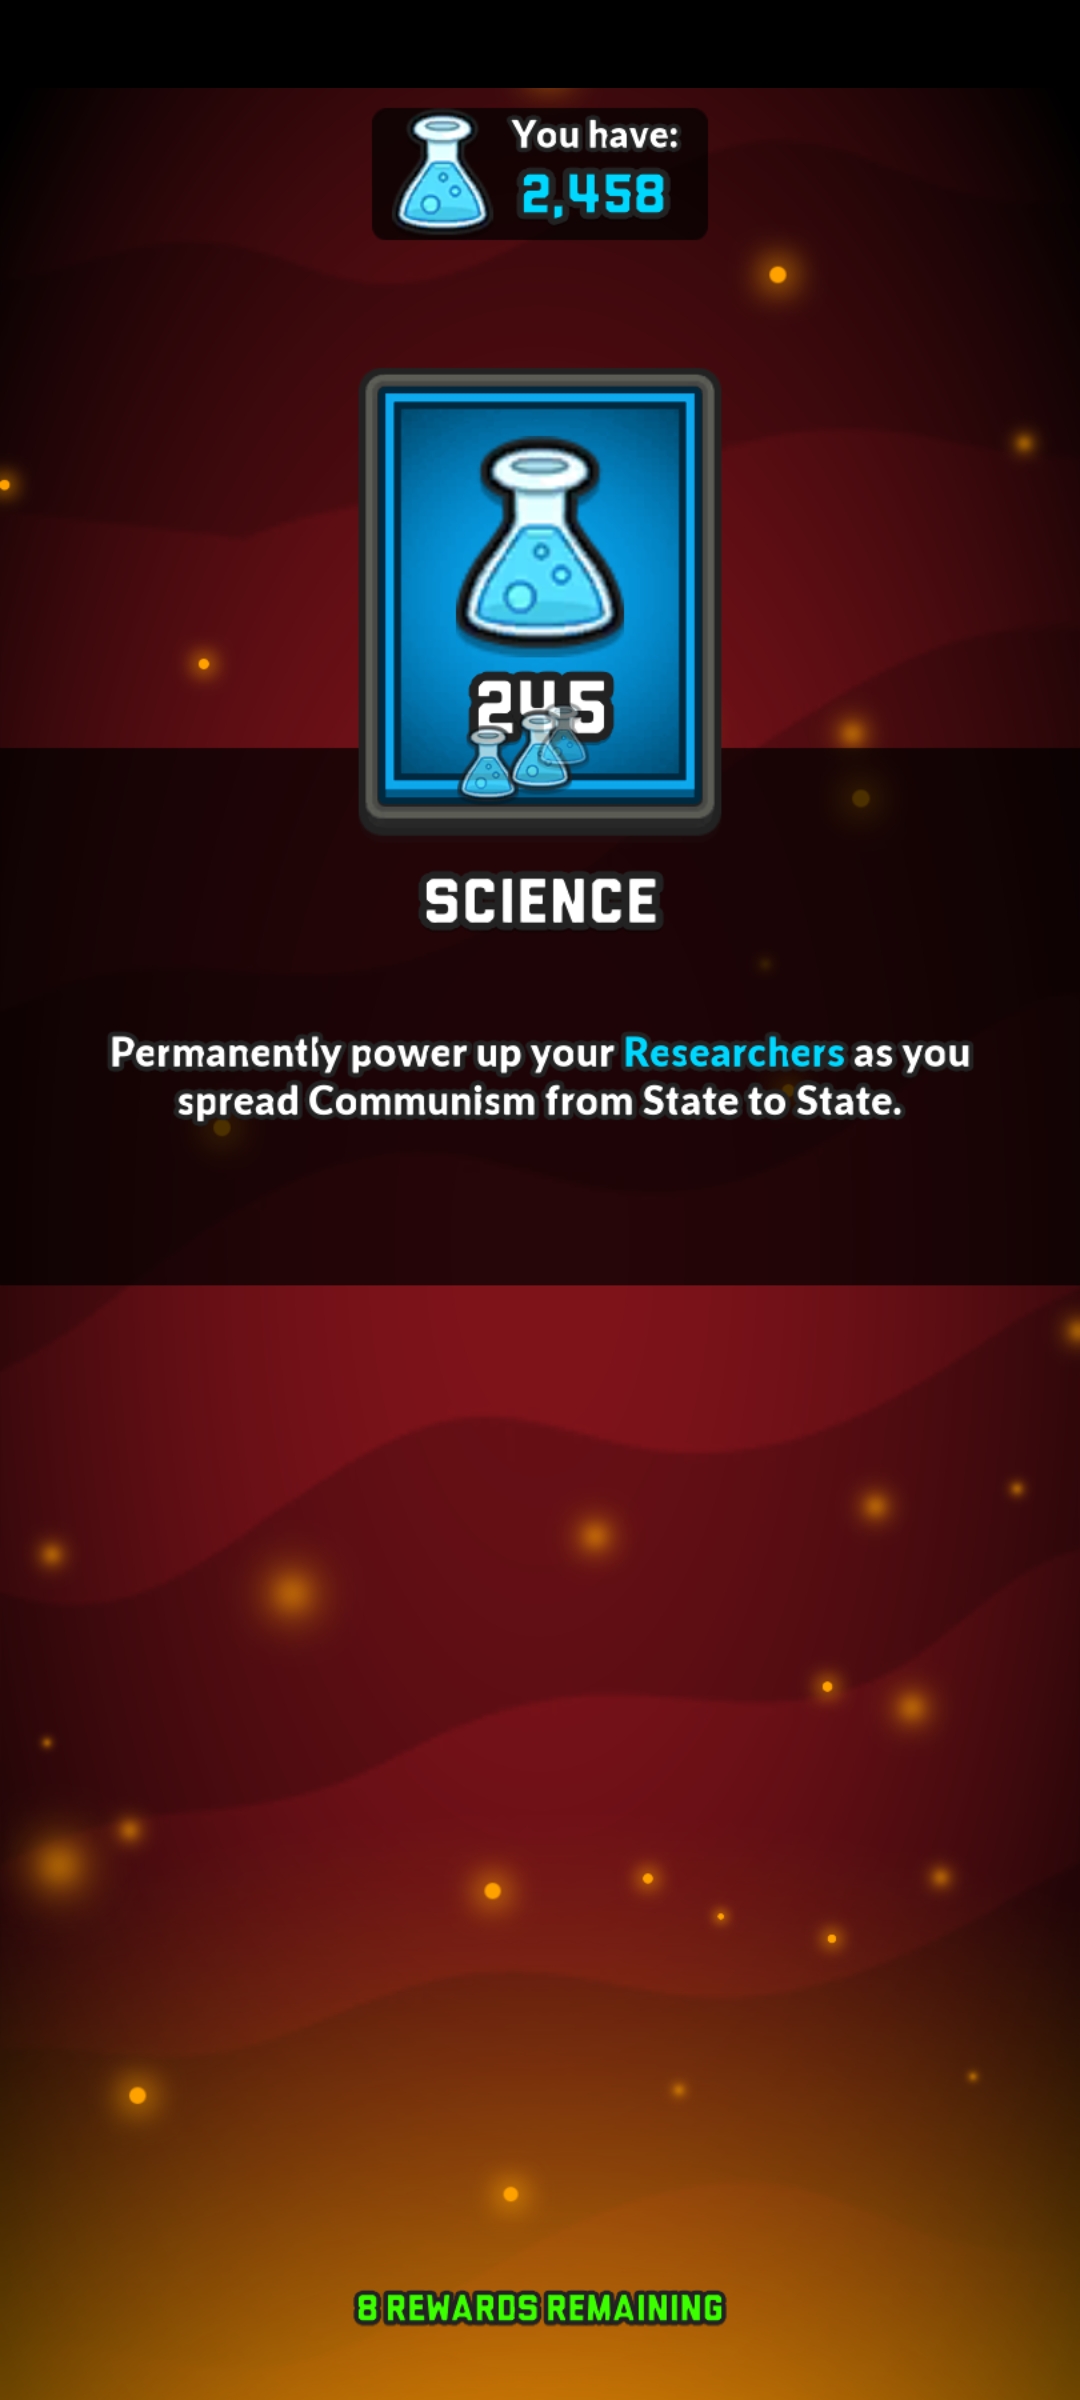 You have:
2,458
245
SCIENCE
Permanently power up your Researchers as you
spread Communism from State to State.
8 REWARDS REMAINING